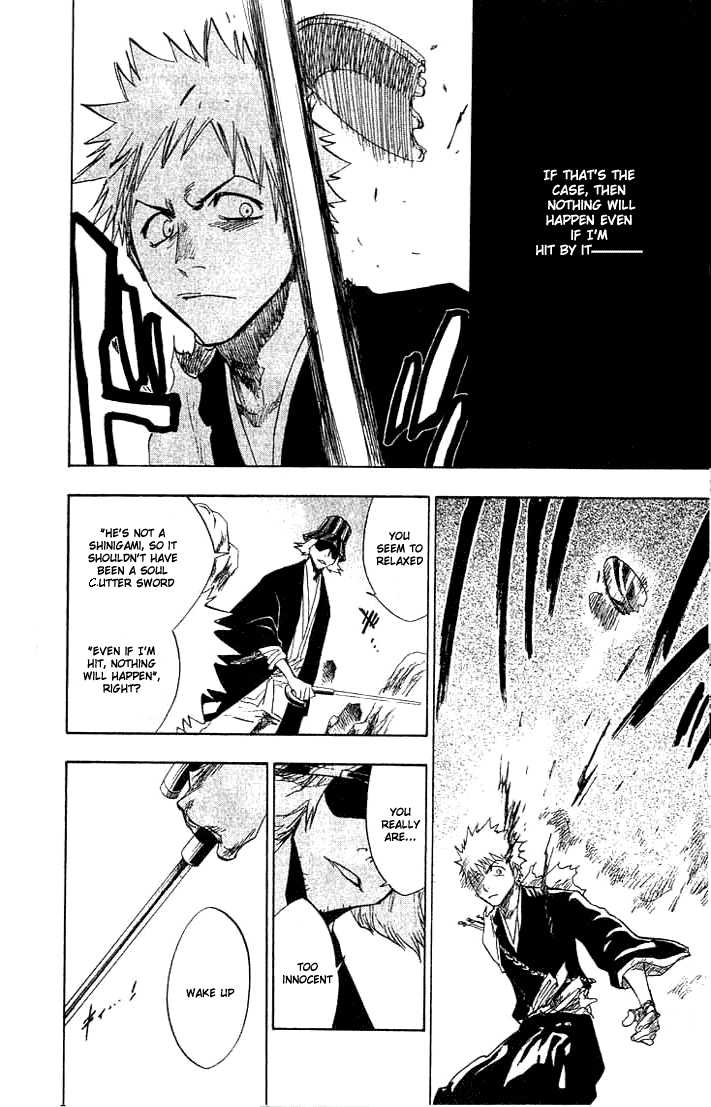 IF THAT'S THE
CASE, THEN
NOTHING WILL
HAPPEN EVEN
IF I'M
HIT BY IT———
YOU
SEEM TO
RELAXED
"HE'S NOT A
SHINIGAMI, SO IT
SHOULDN'T HAVE
BEEN A SOUL
CUTTER SWORD
"EVEN IF I'M
HIT, NOTHING
WILL HAPPEN",
RIGHT?
YOU
REALLY
ARE...
TOO
INNOCENT
WAKE UP